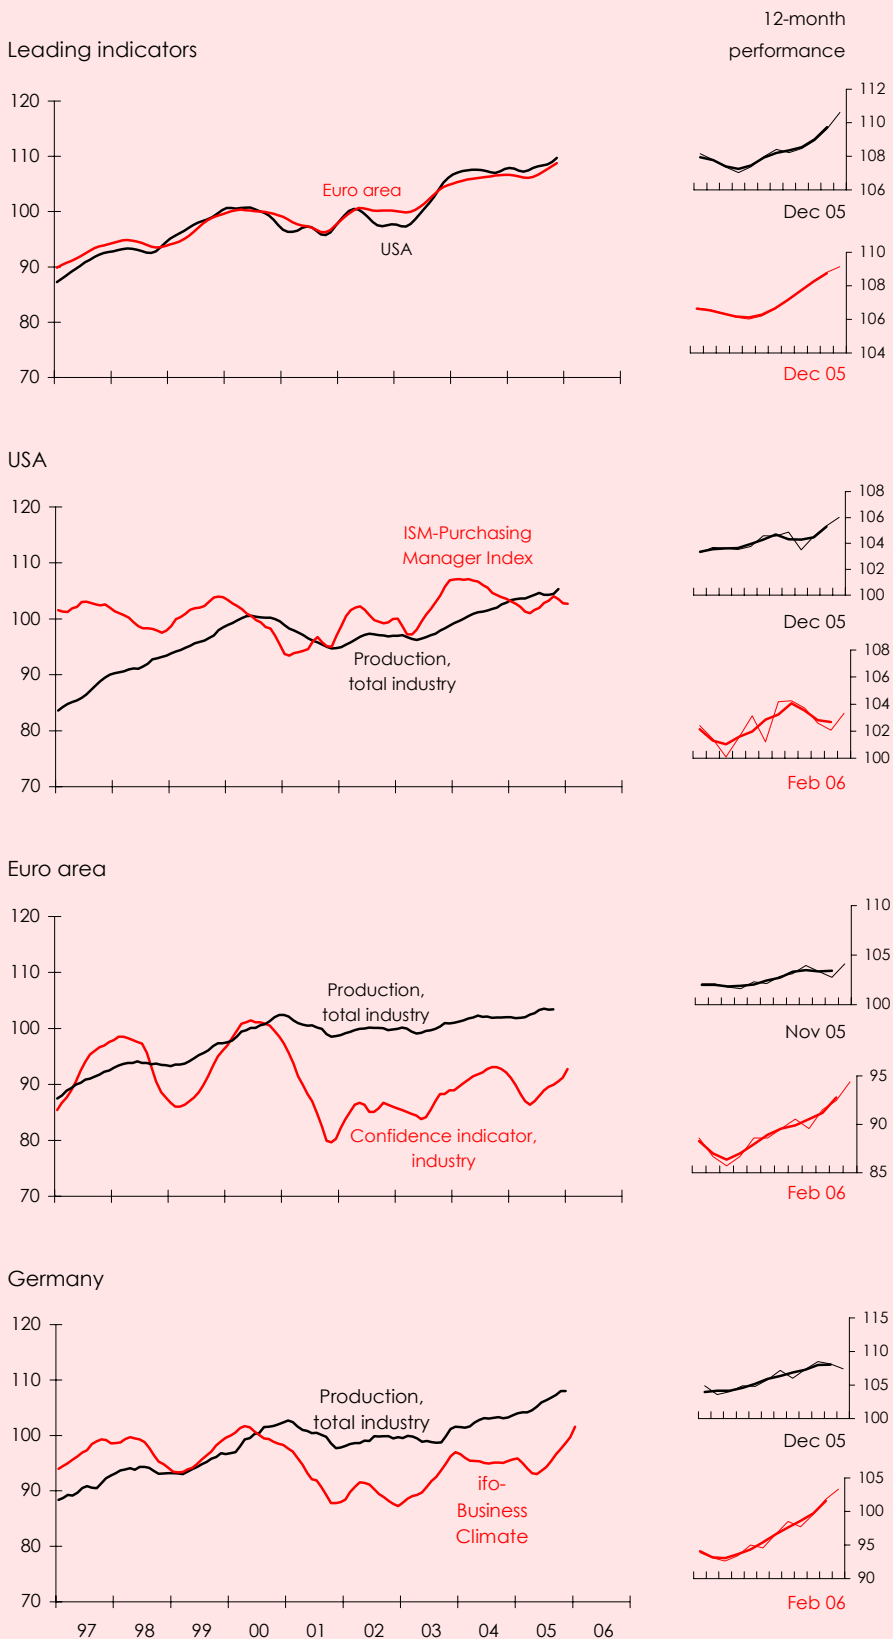 12-month
performance
Leading indicators
120
110
100
90
80
70
Euro area
USA
112
110
108
106
Dec 05
110
108
106
104
Dec 05
USA
120
110
100
90
80
70
ISM-Purchasing
Manager Index
Production,
total industry
108
106
104
102
100
Dec 05
108
106
104
102
100
Feb 06
Euro area
120
110
100
90
80
70
Production,
total industry
Confidence indicator,
industry
110
105
100
Nov 05
95
90
85
Feb 06
Germany
120
110
100
90
80
70
Production,
total industry
ifo-
Business
Climate
115
110
105
100
Dec 05
105
100
95
90
Feb 06
97 98 99 00 01 02 03 04 05 06